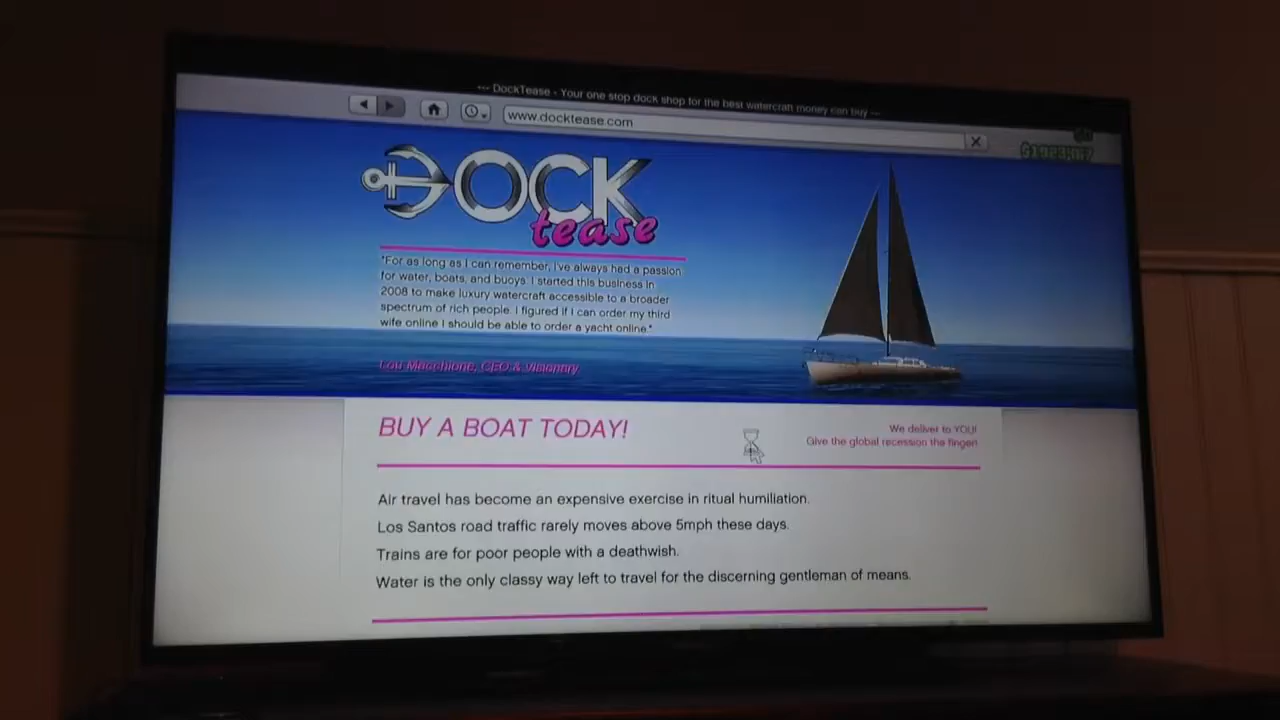 --- DockTease - Your one stop dock shop for the best watercraft money can buy ---
www.docktease.com
DOCK
tease
"For as long as I can remember, I've always had a passion
for water, boats, and buoys. I started this business in
2008 to make luxury watercraft accessible to a broader
spectrum of rich people. I figured if I can order my third
wife online I should be able to order a yacht online."
Lou Macchione, CEO & Visionary
BUY A BOAT TODAY!
We deliver to YOU!
Give the global recession the finger!
Air travel has become an expensive exercise in ritual humiliation.
Los Santos road traffic rarely moves above 5mph these days.
Trains are for poor people with a deathwish.
Water is the only classy way left to travel for the discerning gentleman of means.